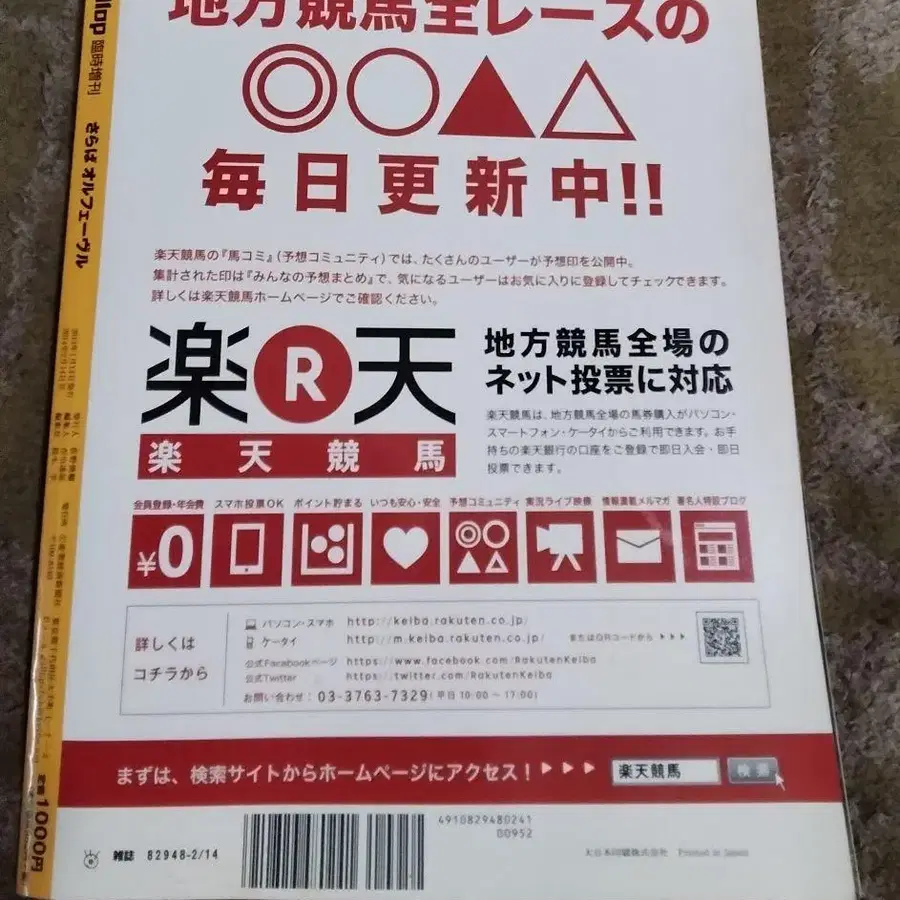 地方競馬全レースの
◎○▲△
毎日更新中!!
楽天競馬の『馬コミ』(予想コミュニティ)では、たくさんのユーザーが予想印を公開中。
集計された印は『みんなの予想まとめ』で、気になるユーザーはお気に入りに登録してチェックできます。
詳しくは楽天競馬ホームページでご確認ください。
楽R天
楽天競馬
地方競馬全場の
ネット投票に対応
楽天競馬は、地方競馬全場の馬券購入がパソコン・
スマートフォン・ケータイからご利用できます。お手
持ちの楽天銀行の口座をご登録で即日入会・即日
投票できます。
会員登録・年会費 スマホ投票OK ポイント貯まる いつも安心・安全 予想コミュニティ 実況ライブ映像 情報満載メルマガ 著名人特設ブログ
¥0
詳しくは
コチラから
パソコン・スマホ http://keiba.rakuten.co.jp/
ケータイ http://m.keiba.rakuten.co.jp/ またはQRコードから ▶▶▶
公式Facebookページ https://www.facebook.com/RakutenKeiba
公式Twitter https://twitter.com/RakutenKeiba
お問い合わせ: 03-3763-7329(平日 10:00～17:00)
まずは、検索サイトからホームページにアクセス! ▶▶▶ 楽天競馬 検索
雑誌 82948-2/14
4910829480241
00952
大日本印刷株式会社 Printed in Japan
llop 臨時増刊 さらば オルフェーヴル
1000円